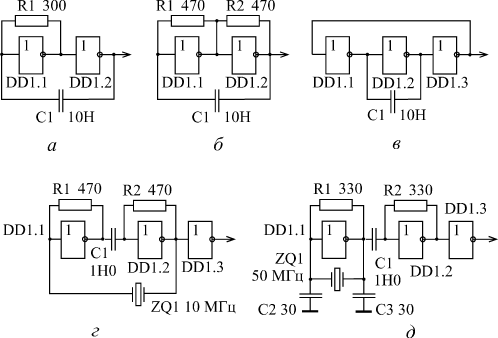 R1 300
1
1
DD1.1
DD1.2
C1 10Н
а
R1 470
R2 470
1
1
DD1.1
DD1.2
C1 10Н
б
1
1
1
DD1.1
DD1.2
DD1.3
C1 10Н
в
R1 470
R2 470
DD1.1
1
C1
1Н0
1
1
DD1.2
DD1.3
ZQ1 10 МГц
г
R1 330
R2 330
DD1.3
DD1.1
1
1
1
ZQ1
50 МГц
C1
1Н0
DD1.2
C2 30
C3 30
д